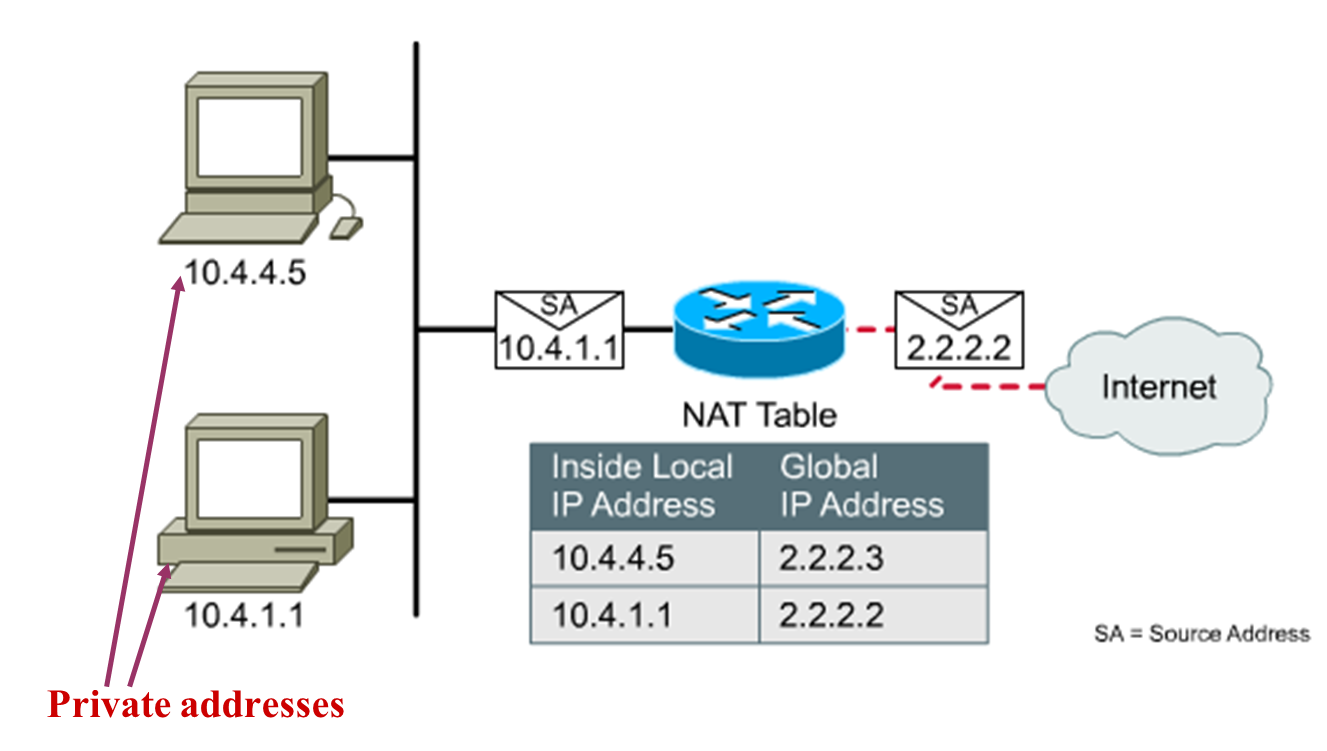 10.4.4.5
SA
10.4.1.1
SA
2.2.2.2
Internet
NAT Table
Inside Local
IP Address
Global
IP Address
10.4.4.5
2.2.2.3
10.4.1.1
2.2.2.2
10.4.1.1
SA = Source Address
Private addresses